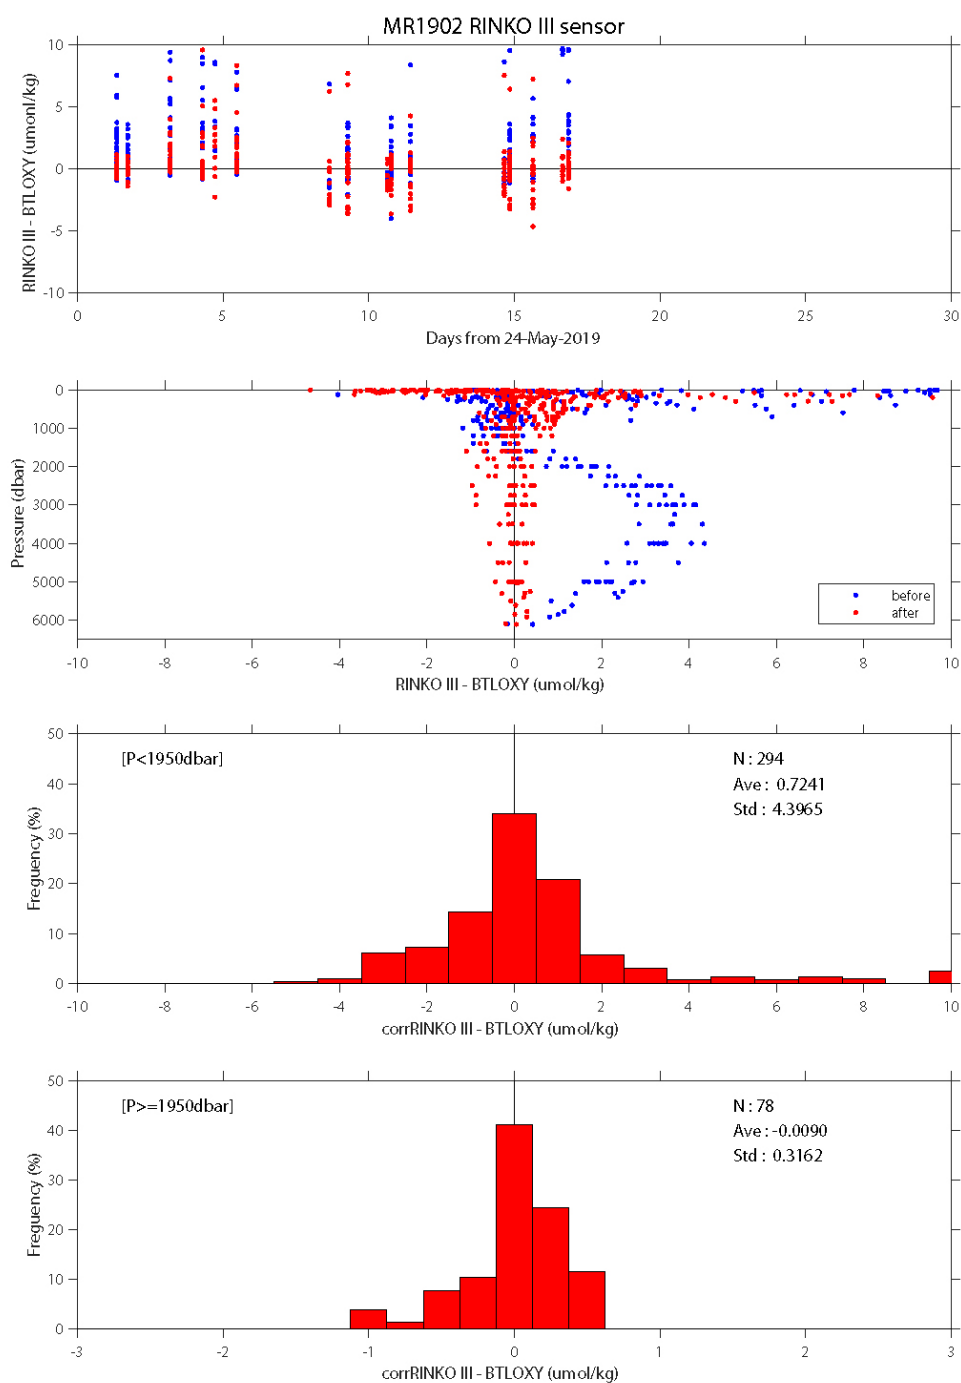 MR1902 RINKO III sensor
RINKO III - BTLOXY (umonl/kg)
10
5
0
-5
-10
0 5 10 15 20 25 30
Days from 24-May-2019
Pressure (dbar)
0
1000
2000
3000
4000
5000
6000
before
after
-10 -8 -6 -4 -2 0 2 4 6 8 10
RINKO III - BTLOXY (umol/kg)
Freguency (%)
50
40
30
20
10
0
[P<1950dbar]
N : 294
Ave : 0.7241
Std : 4.3965
-10 -8 -6 -4 -2 0 2 4 6 8 10
corrRINKO III - BTLOXY (umol/kg)
Freguency (%)
50
40
30
20
10
0
[P>=1950dbar]
N : 78
Ave : -0.0090
Std : 0.3162
-3 -2 -1 0 1 2 3
corrRINKO III - BTLOXY (umol/kg)